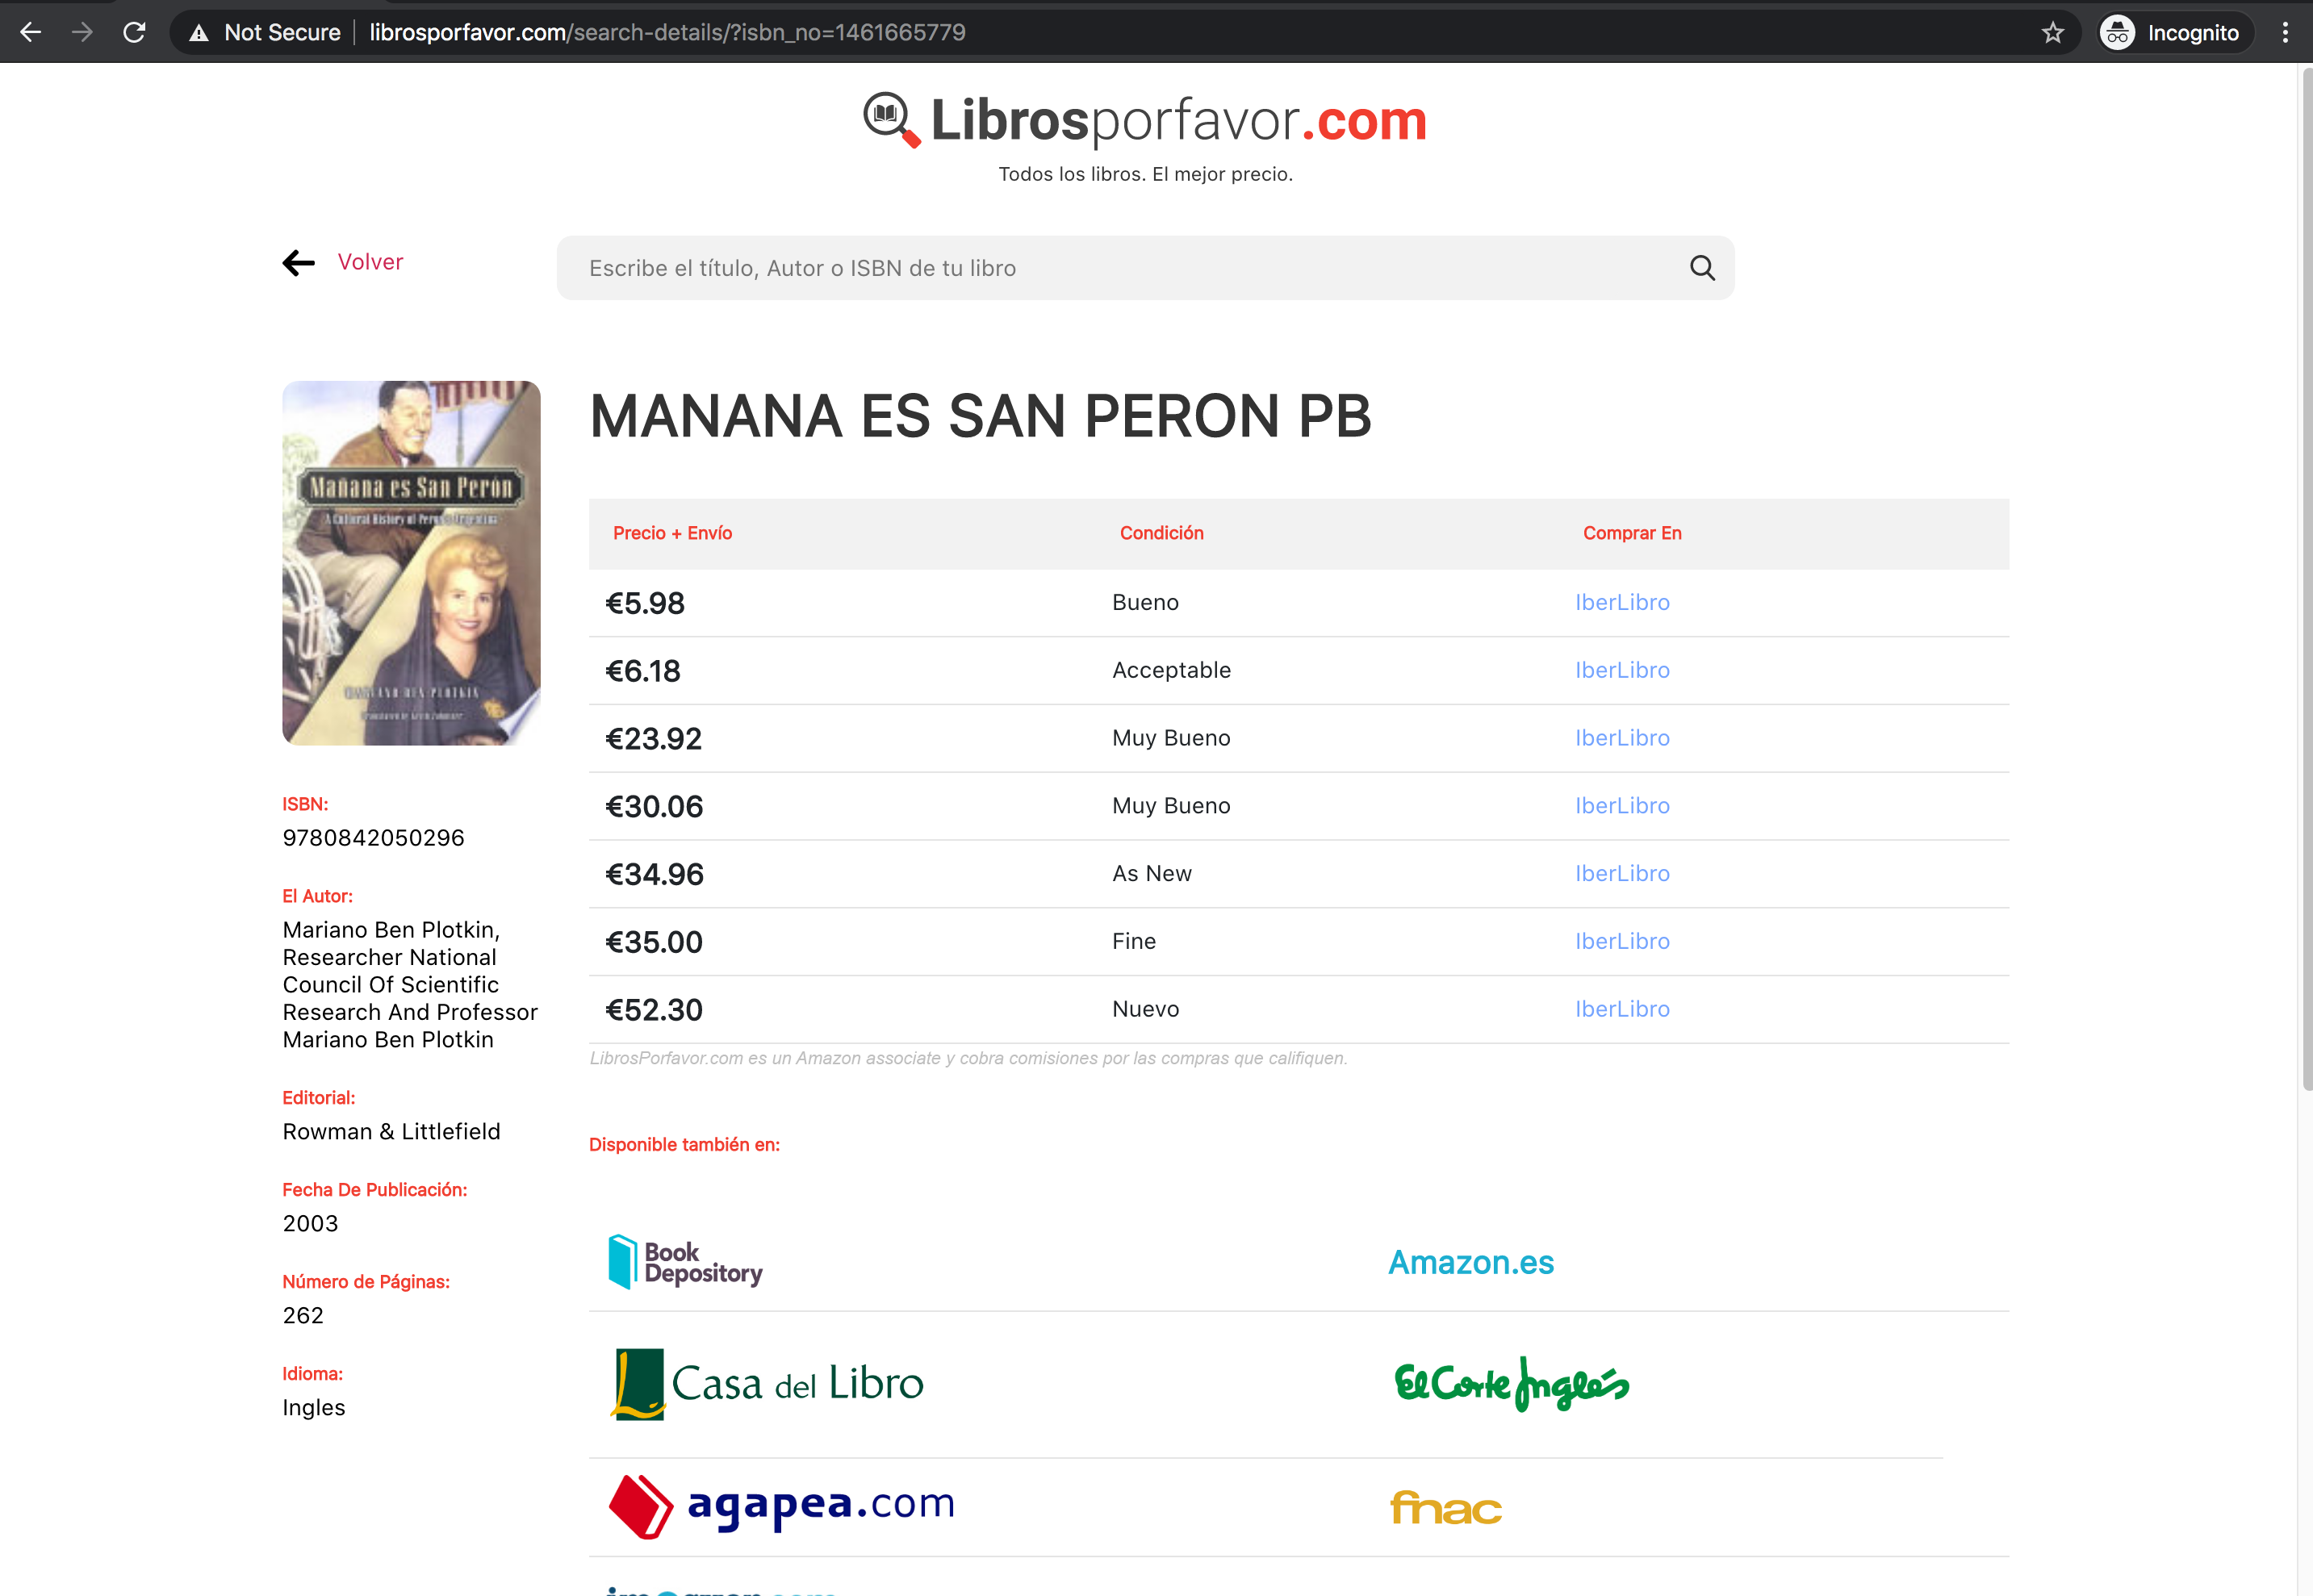 Not Secure
librosporfavor.com/search-details/?isbn_no=1461665779
Incognito
Librosporfavor.com
Todos los libros. El mejor precio.
Volver
Escribe el título, Autor o ISBN de tu libro
Mañana es San Perón
A Cultural History of Peron's Argentina
MARIANO BEN PLOTKIN
MANANA ES SAN PERON PB
Precio + Envío Condición Comprar En
€5.98 Bueno IberLibro
€6.18 Acceptable IberLibro
€23.92 Muy Bueno IberLibro
€30.06 Muy Bueno IberLibro
€34.96 As New IberLibro
€35.00 Fine IberLibro
€52.30 Nuevo IberLibro
LibrosPorfavor.com es un Amazon associate y cobra comisiones por las compras que califiquen.
ISBN:
9780842050296
El Autor:
Mariano Ben Plotkin,
Researcher National
Council Of Scientific
Research And Professor
Mariano Ben Plotkin
Editorial:
Rowman & Littlefield
Fecha De Publicación:
2003
Número de Páginas:
262
Idioma:
Ingles
Disponible también en:
Book
Depository
Amazon.es
Casa del Libro
El Corte Inglés
agapea.com
fnac